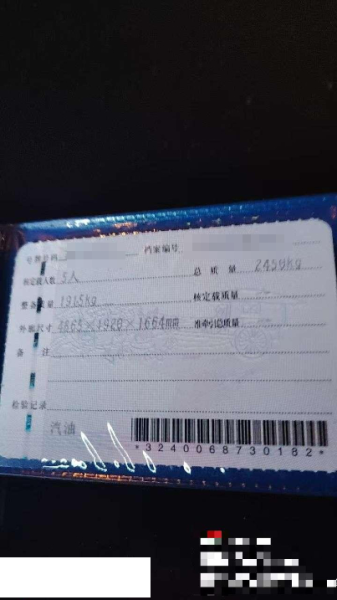 号牌号码 档案编号
核定载人数 5人 总质量 2450kg
整备质量 1915kg 核定载质量 --
外廓尺寸 4865×1920×1664mm 准牵引总质量
备注
检验记录
汽油
*3240068730182*